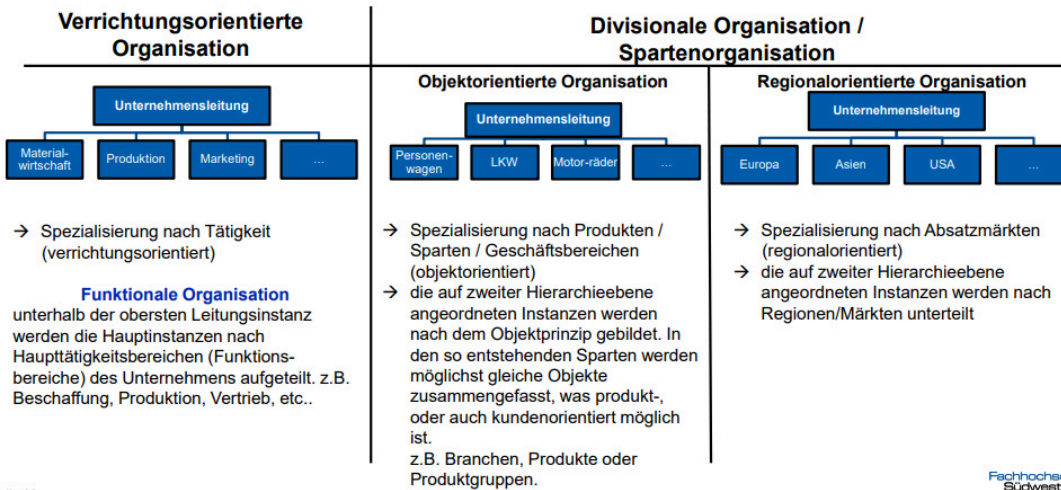 Verrichtungsorientierte
Organisation
Unternehmensleitung
Material-
wirtschaft
Produktion
Marketing
...
→ Spezialisierung nach Tätigkeit
(verrichtungsorientiert)
Funktionale Organisation
unterhalb der obersten Leitungsinstanz
werden die Hauptinstanzen nach
Haupttätigkeitsbereichen (Funktions-
bereiche) des Unternehmens aufgeteilt. z.B.
Beschaffung, Produktion, Vertrieb, etc..
Divisionale Organisation /
Spartenorganisation
Objektorientierte Organisation
Unternehmensleitung
Personen-
wagen
LKW
Motor-räder
...
→ Spezialisierung nach Produkten /
Sparten / Geschäftsbereichen
(objektorientiert)
→ die auf zweiter Hierarchieebene
angeordneten Instanzen werden
nach dem Objektprinzip gebildet. In
den so entstehenden Sparten werden
möglichst gleiche Objekte
zusammengefasst, was produkt-,
oder auch kundenorientiert möglich
ist.
z.B. Branchen, Produkte oder
Produktgruppen.
Regionalorientierte Organisation
Unternehmensleitung
Europa
Asien
USA
...
→ Spezialisierung nach Absatzmärkten
(regionalorientiert)
→ die auf zweiter Hierarchieebene
angeordneten Instanzen werden nach
Regionen/Märkten unterteilt
Fachhochsc
Südwest